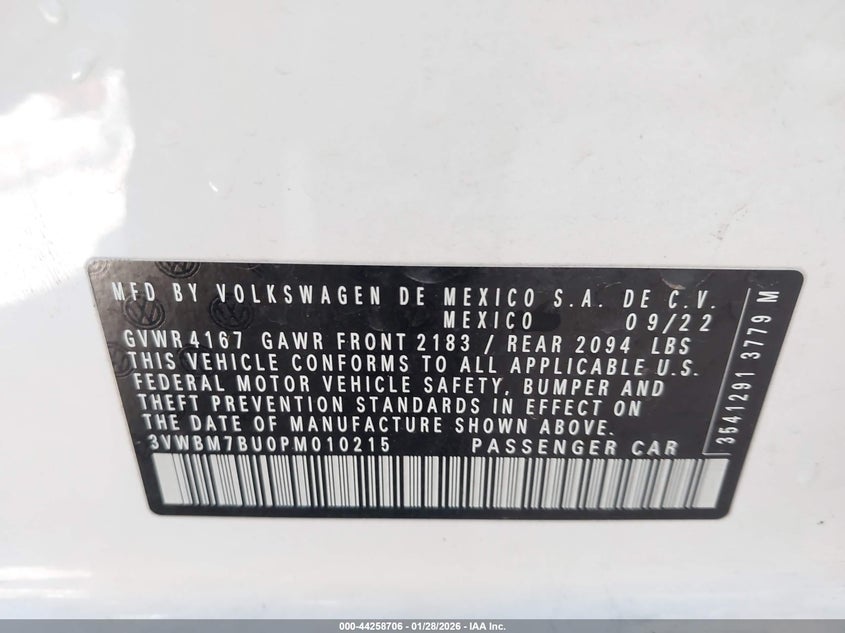 MFD BY VOLKSWAGEN DE MEXICO S.A. DE C.V.
MEXICO 09/22
GVWR 4167 GAWR FRONT 2183 / REAR 2094 LBS
THIS VEHICLE CONFORMS TO ALL APPLICABLE U.S.
FEDERAL MOTOR VEHICLE SAFETY, BUMPER AND
THEFT PREVENTION STANDARDS IN EFFECT ON
THE DATE OF MANUFACTURE SHOWN ABOVE.
3VWBM7BU0PM010215 PASSENGER CAR
3541291 3779 M
000-44258706 - 01/28/2026 - IAA Inc.